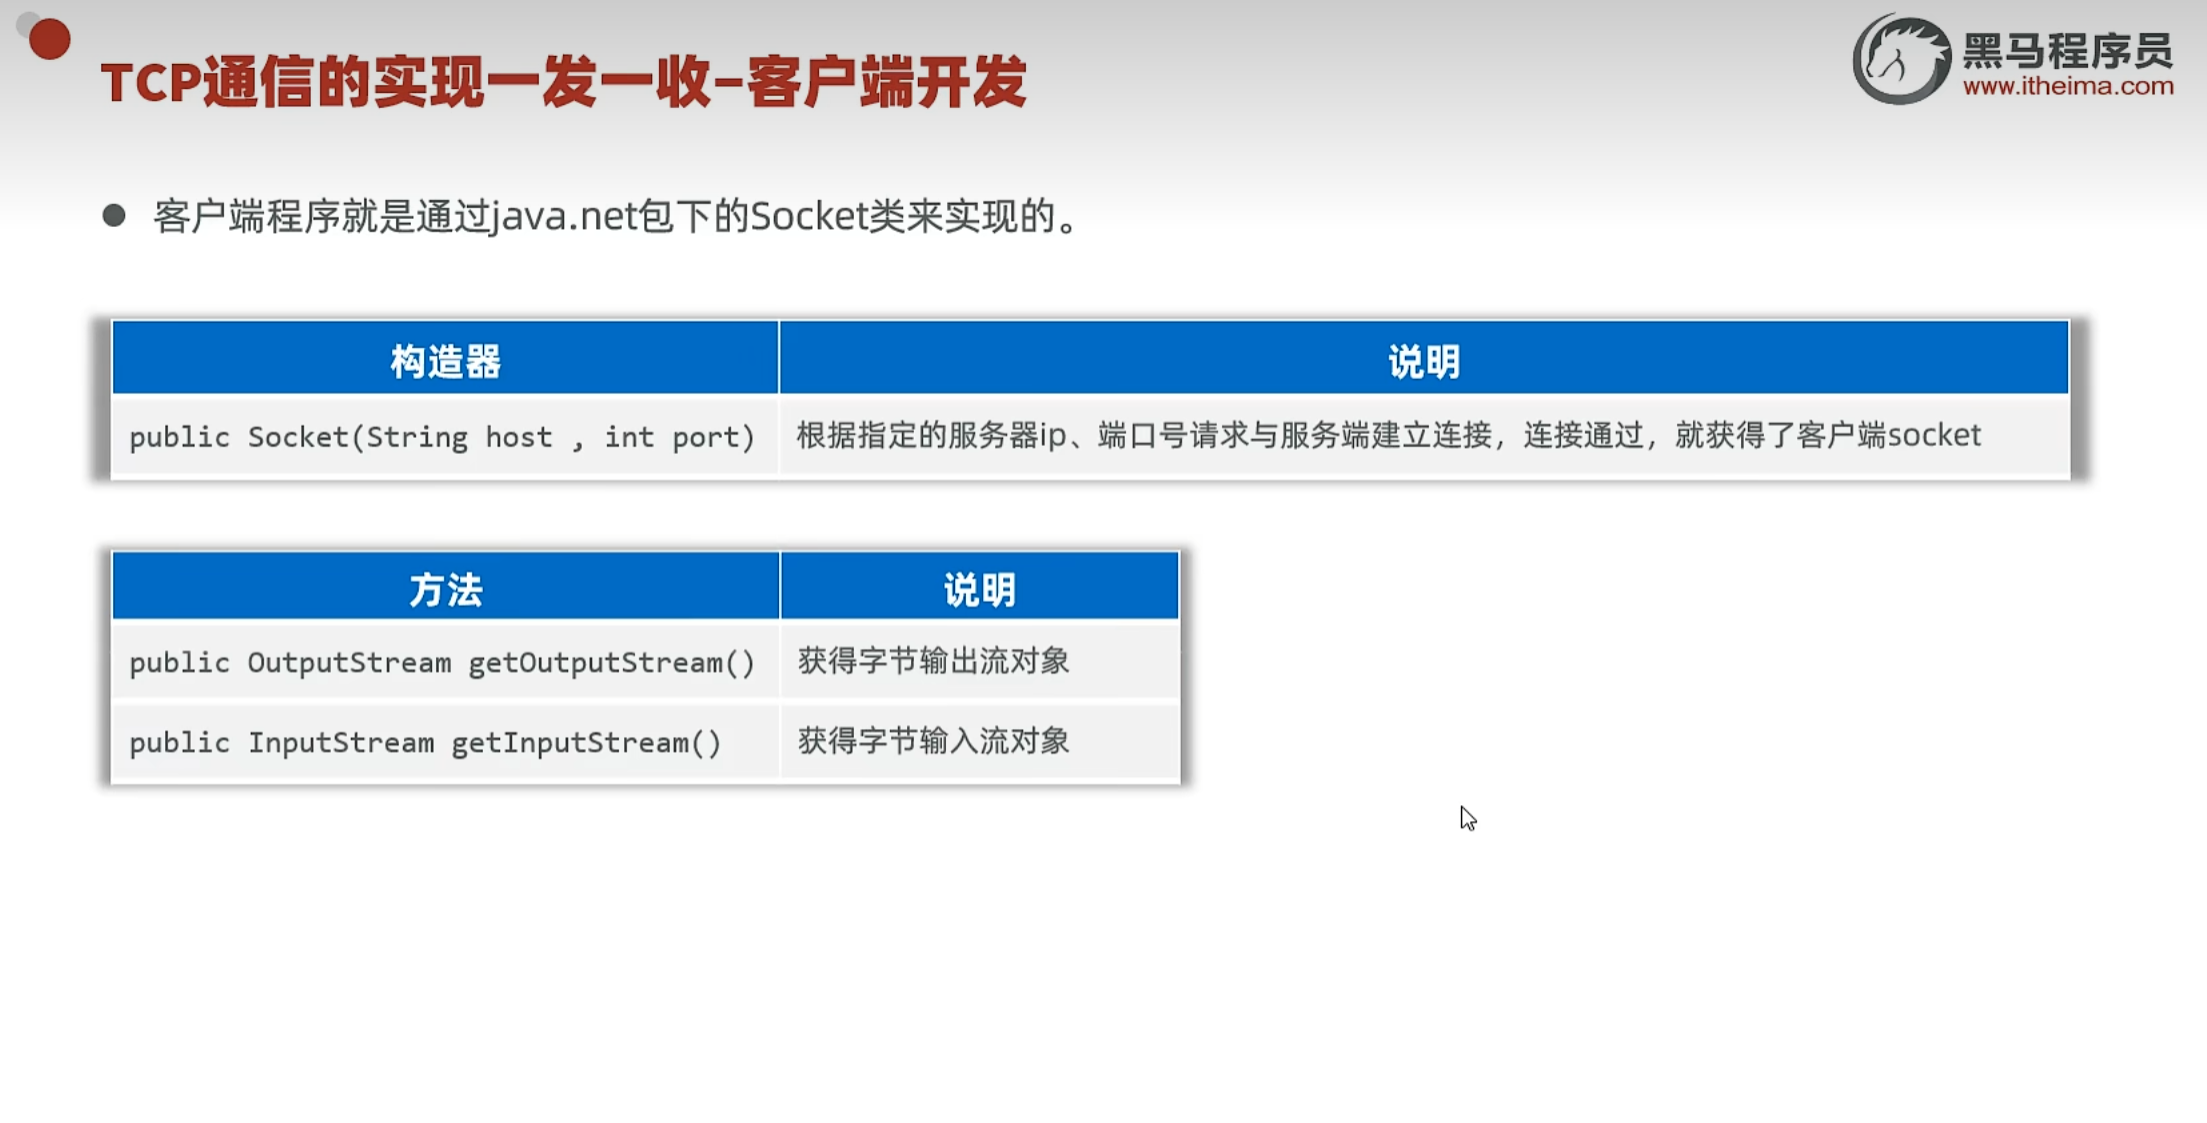 TCP通信的实现一发一收–客户端开发
黑马程序员
www.itheima.com
客户端程序就是通过java.net包下的Socket类来实现的。
构造器 说明
public Socket(String host , int port) 根据指定的服务器ip、端口号请求与服务端建立连接，连接通过，就获得了客户端socket
方法 说明
public OutputStream getOutputStream() 获得字节输出流对象
public InputStream getInputStream() 获得字节输入流对象